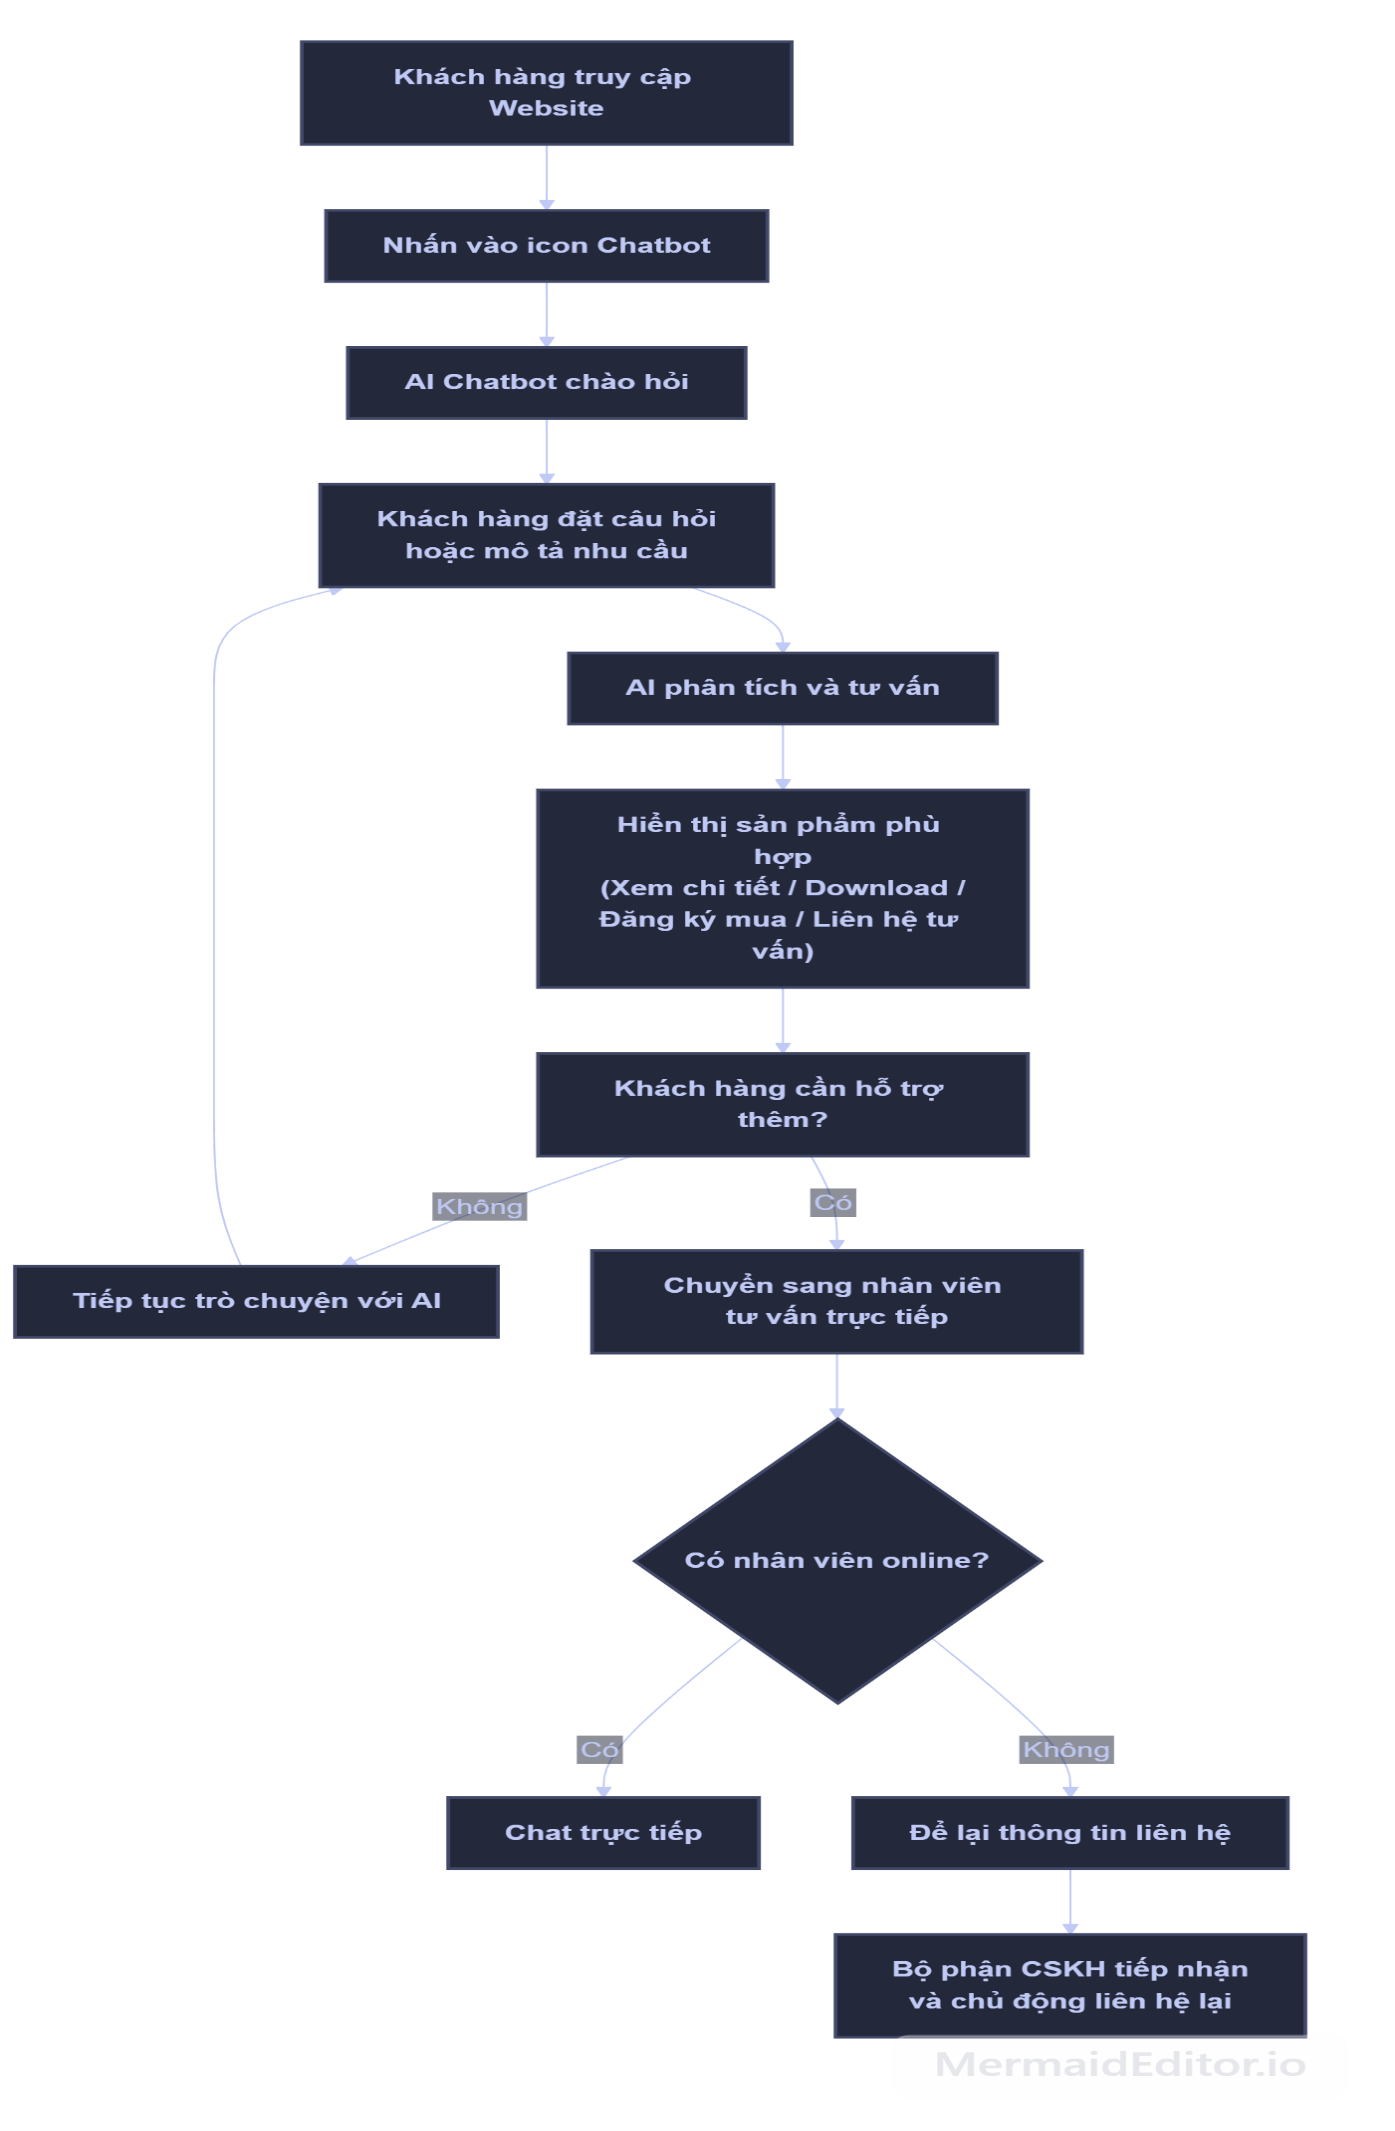 Khách hàng truy cập
Website
Nhấn vào icon Chatbot
AI Chatbot chào hỏi
Khách hàng đặt câu hỏi
hoặc mô tả nhu cầu
AI phân tích và tư vấn
Hiển thị sản phẩm phù
hợp
(Xem chi tiết / Download /
Đăng ký mua / Liên hệ tư
vấn)
Khách hàng cần hỗ trợ
thêm?
Không
Có
Tiếp tục trò chuyện với AI
Chuyển sang nhân viên
tư vấn trực tiếp
Có nhân viên online?
Có
Không
Chat trực tiếp
Để lại thông tin liên hệ
Bộ phận CSKH tiếp nhận
và chủ động liên hệ lại
MermaidEditor.io